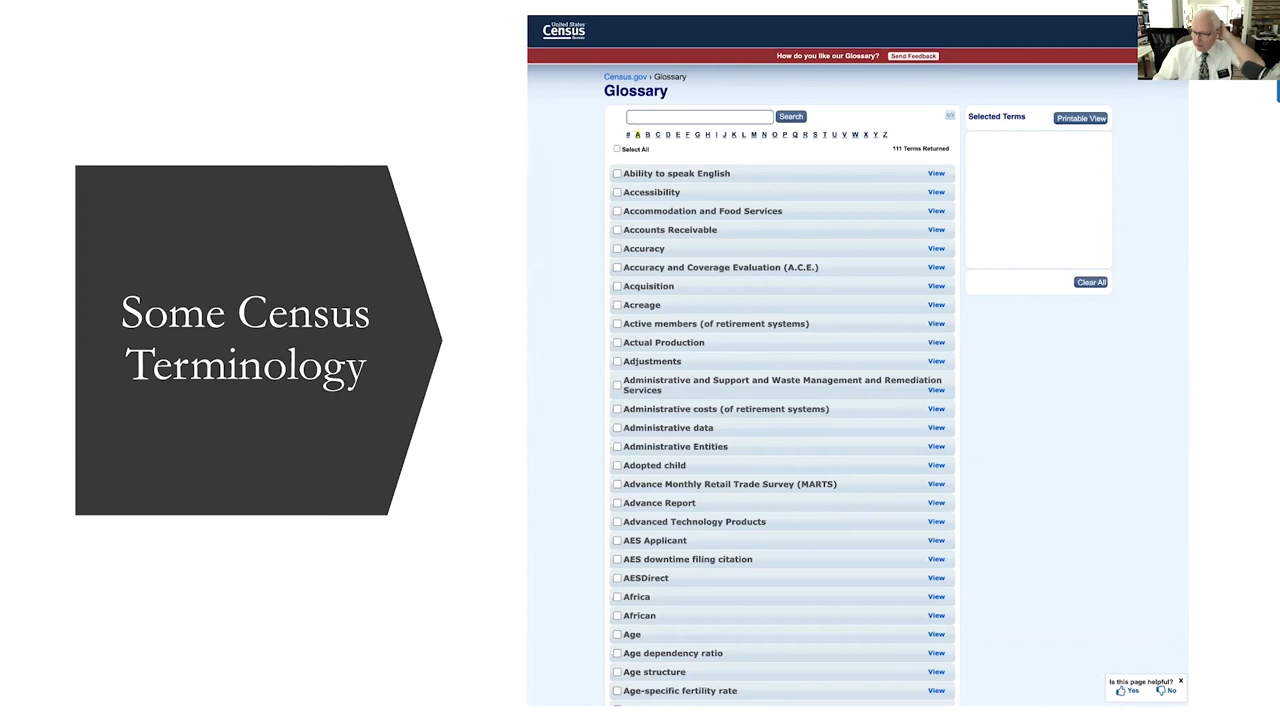 Some Census
Terminology
United States
Census
Bureau
How do you like our Glossary? Send Feedback
Census.gov › Glossary
Glossary
Search
# A B C D E F G H I J K L M N O P Q R S T U V W X Y Z
Select All 111 Terms Returned
Ability to speak English View
Accessibility View
Accommodation and Food Services View
Accounts Receivable View
Accuracy View
Accuracy and Coverage Evaluation (A.C.E.) View
Acquisition View
Acreage View
Active members (of retirement systems) View
Actual Production View
Adjustments View
Administrative and Support and Waste Management and Remediation
Services View
Administrative costs (of retirement systems) View
Administrative data View
Administrative Entities View
Adopted child View
Advance Monthly Retail Trade Survey (MARTS) View
Advance Report View
Advanced Technology Products View
AES Applicant View
AES downtime filing citation View
AESDirect View
Africa View
African View
Age View
Age dependency ratio View
Age structure View
Age-specific fertility rate View
Selected Terms Printable View
Clear All
Is this page helpful? X
Yes No